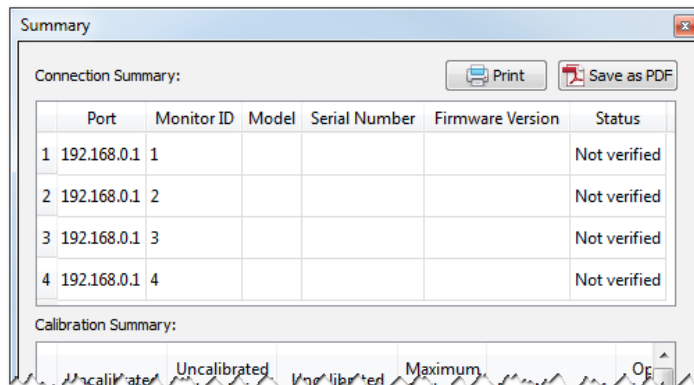 Summary
Connection Summary:
Print
Save as PDF
Port Monitor ID Model Serial Number Firmware Version Status
1 192.168.0.1 1 Not verified
2 192.168.0.1 2 Not verified
3 192.168.0.1 3 Not verified
4 192.168.0.1 4 Not verified
Calibration Summary:
Uncalibrated Uncalibrated Uncalibrated Maximum